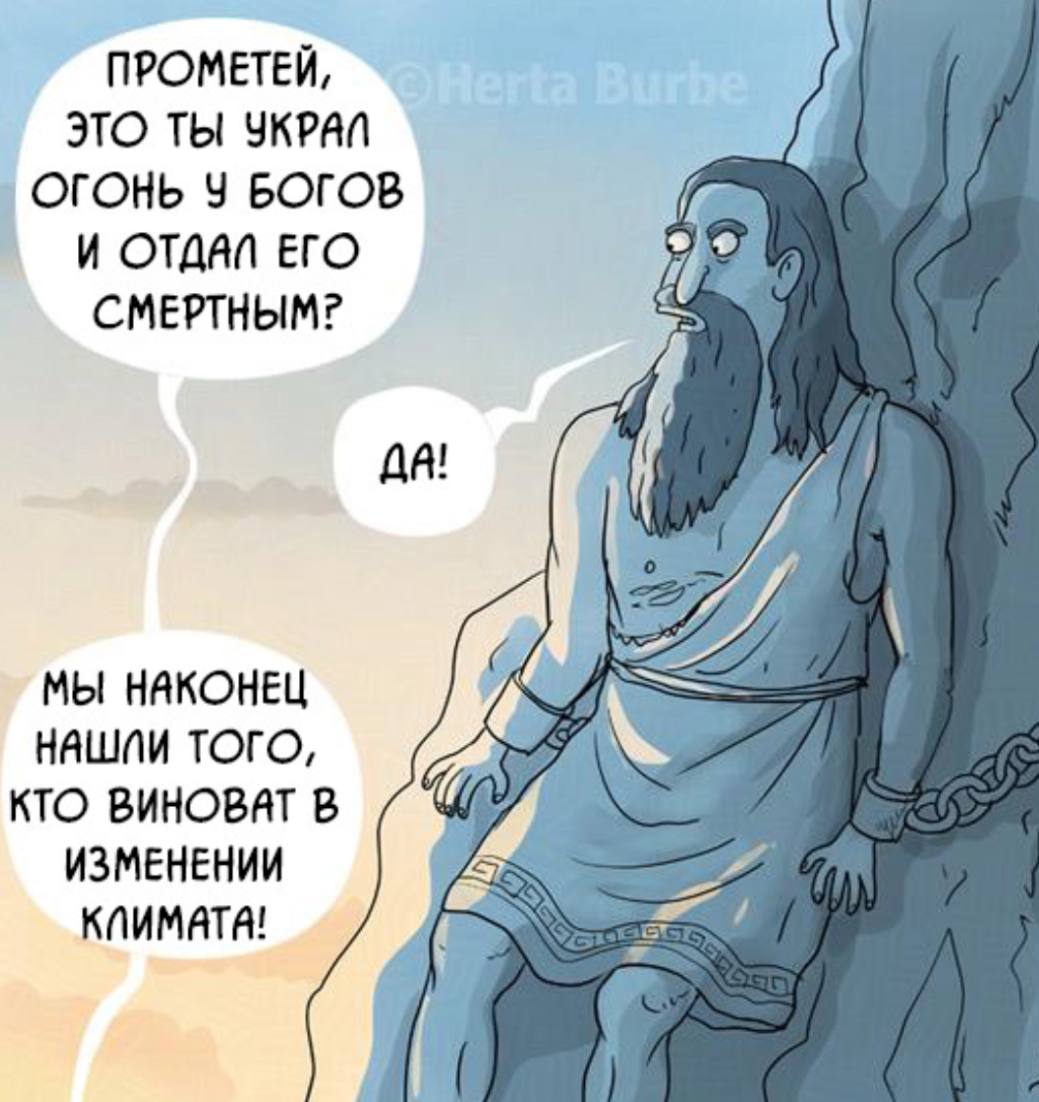 ©Herta Burbe
ПРОМЕТЕЙ,
ЭТО ТЫ УКРАЛ
ОГОНЬ У БОГОВ
И ОТДАЛ ЕГО
СМЕРТНЫМ?
ДА!
МЫ НАКОНЕЦ
НАШЛИ ТОГО,
КТО ВИНОВАТ В
ИЗМЕНЕНИИ
КЛИМАТА!